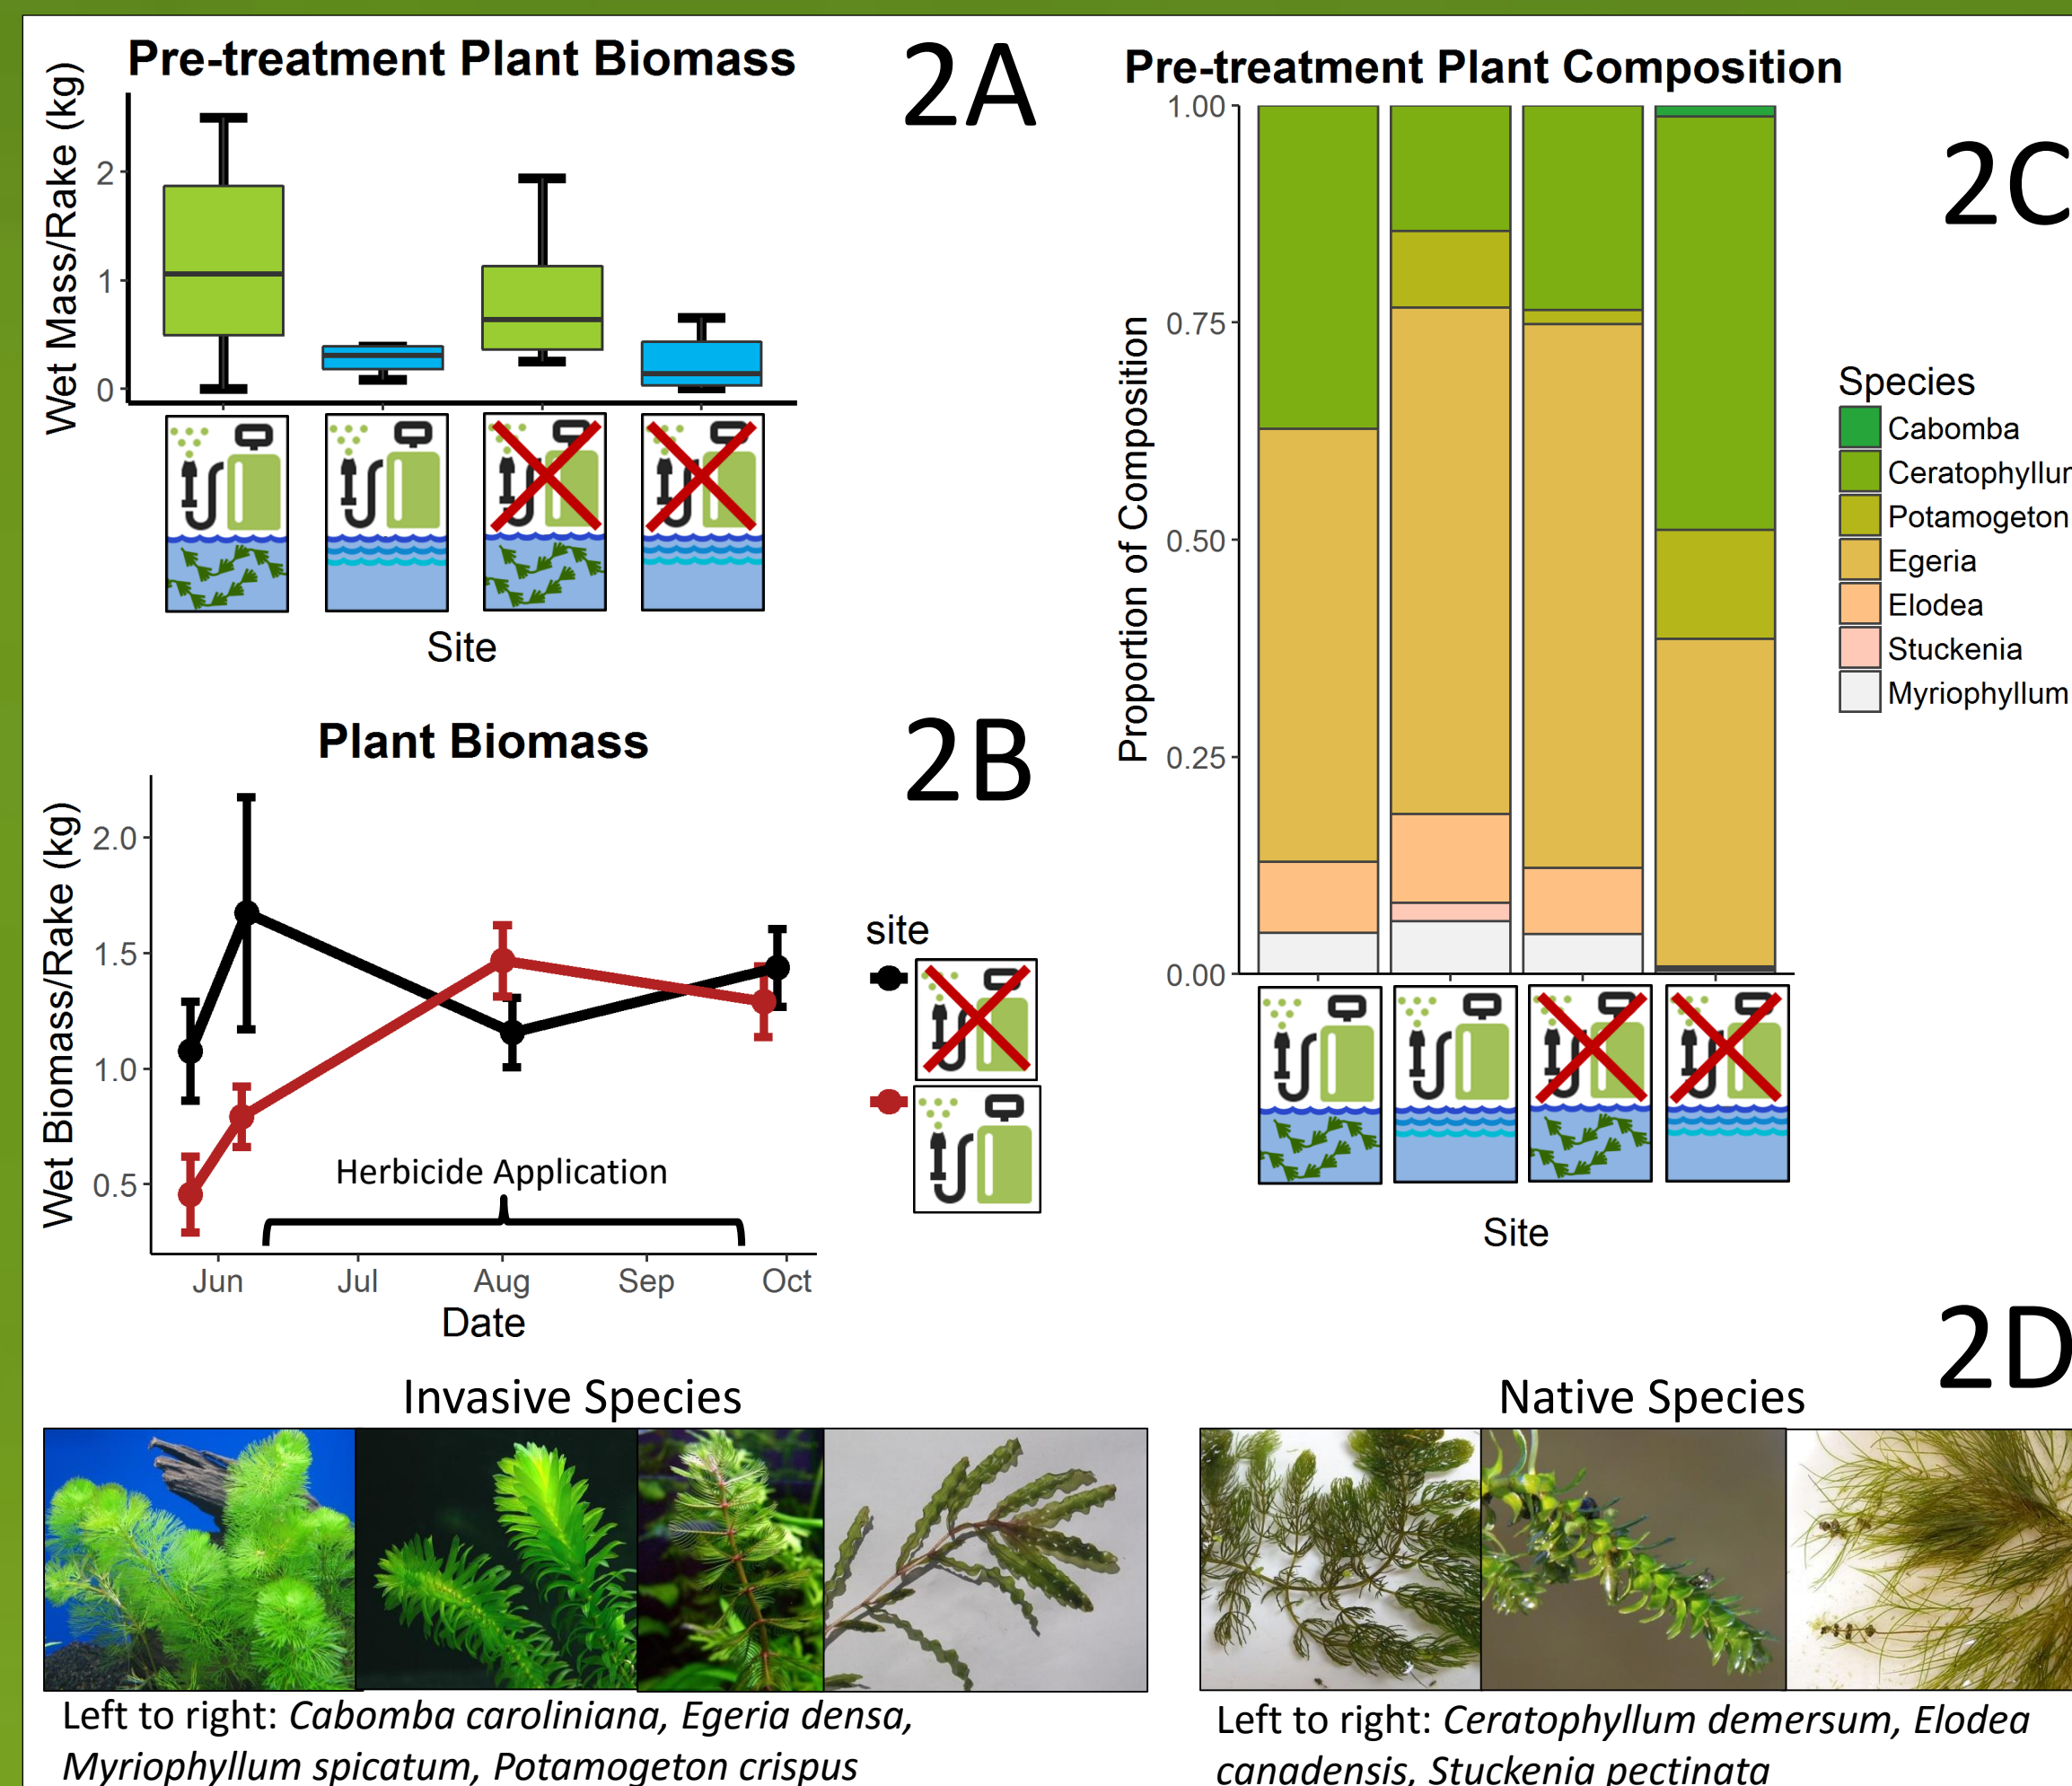 Pre-treatment Plant Biomass
2A
Wet Mass/Rake (kg)
2
1
0
Site
Plant Biomass
2B
Wet Biomass/Rake (kg)
2.0
1.5
1.0
0.5
Herbicide Application
Jun Jul Aug Sep Oct
Date
site
Pre-treatment Plant Composition
2C
Proportion of Composition
1.00
0.75
0.50
0.25
0.00
Site
Species
Cabomba
Ceratophyllum
Potamogeton
Egeria
Elodea
Stuckenia
Myriophyllum
2D
Invasive Species
Left to right: Cabomba caroliniana, Egeria densa,
Myriophyllum spicatum, Potamogeton crispus
Native Species
Left to right: Ceratophyllum demersum, Elodea
canadensis, Stuckenia pectinata